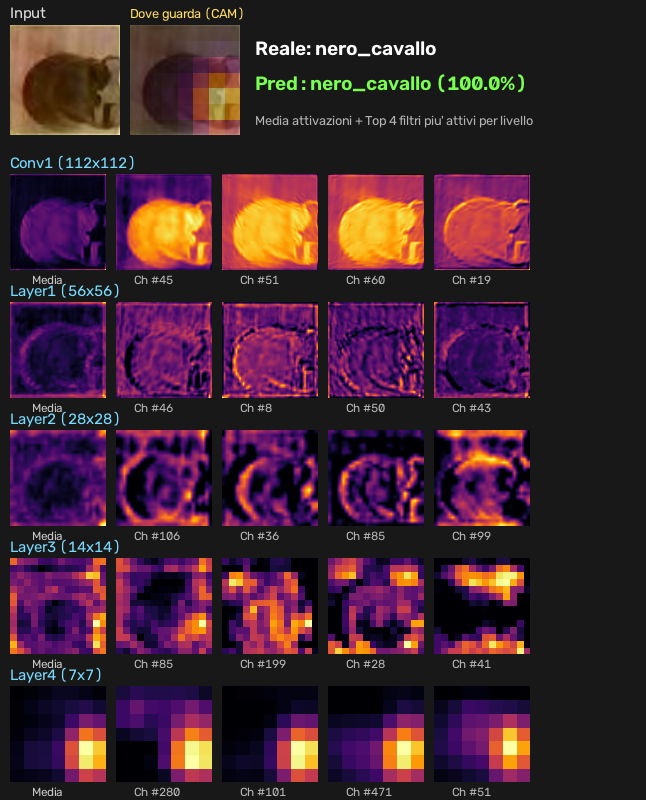 Input
Dove guarda (CAM)
Reale: nero_cavallo
Pred : nero_cavallo (100.0%)
Media attivazioni + Top 4 filtri piu' attivi per livello
Conv1 (112x112)
Media Ch #45 Ch #51 Ch #60 Ch #19
Layer1 (56x56)
Media Ch #46 Ch #8 Ch #50 Ch #43
Layer2 (28x28)
Media Ch #106 Ch #36 Ch #85 Ch #99
Layer3 (14x14)
Media Ch #85 Ch #199 Ch #28 Ch #41
Layer4 (7x7)
Media Ch #280 Ch #101 Ch #471 Ch #51